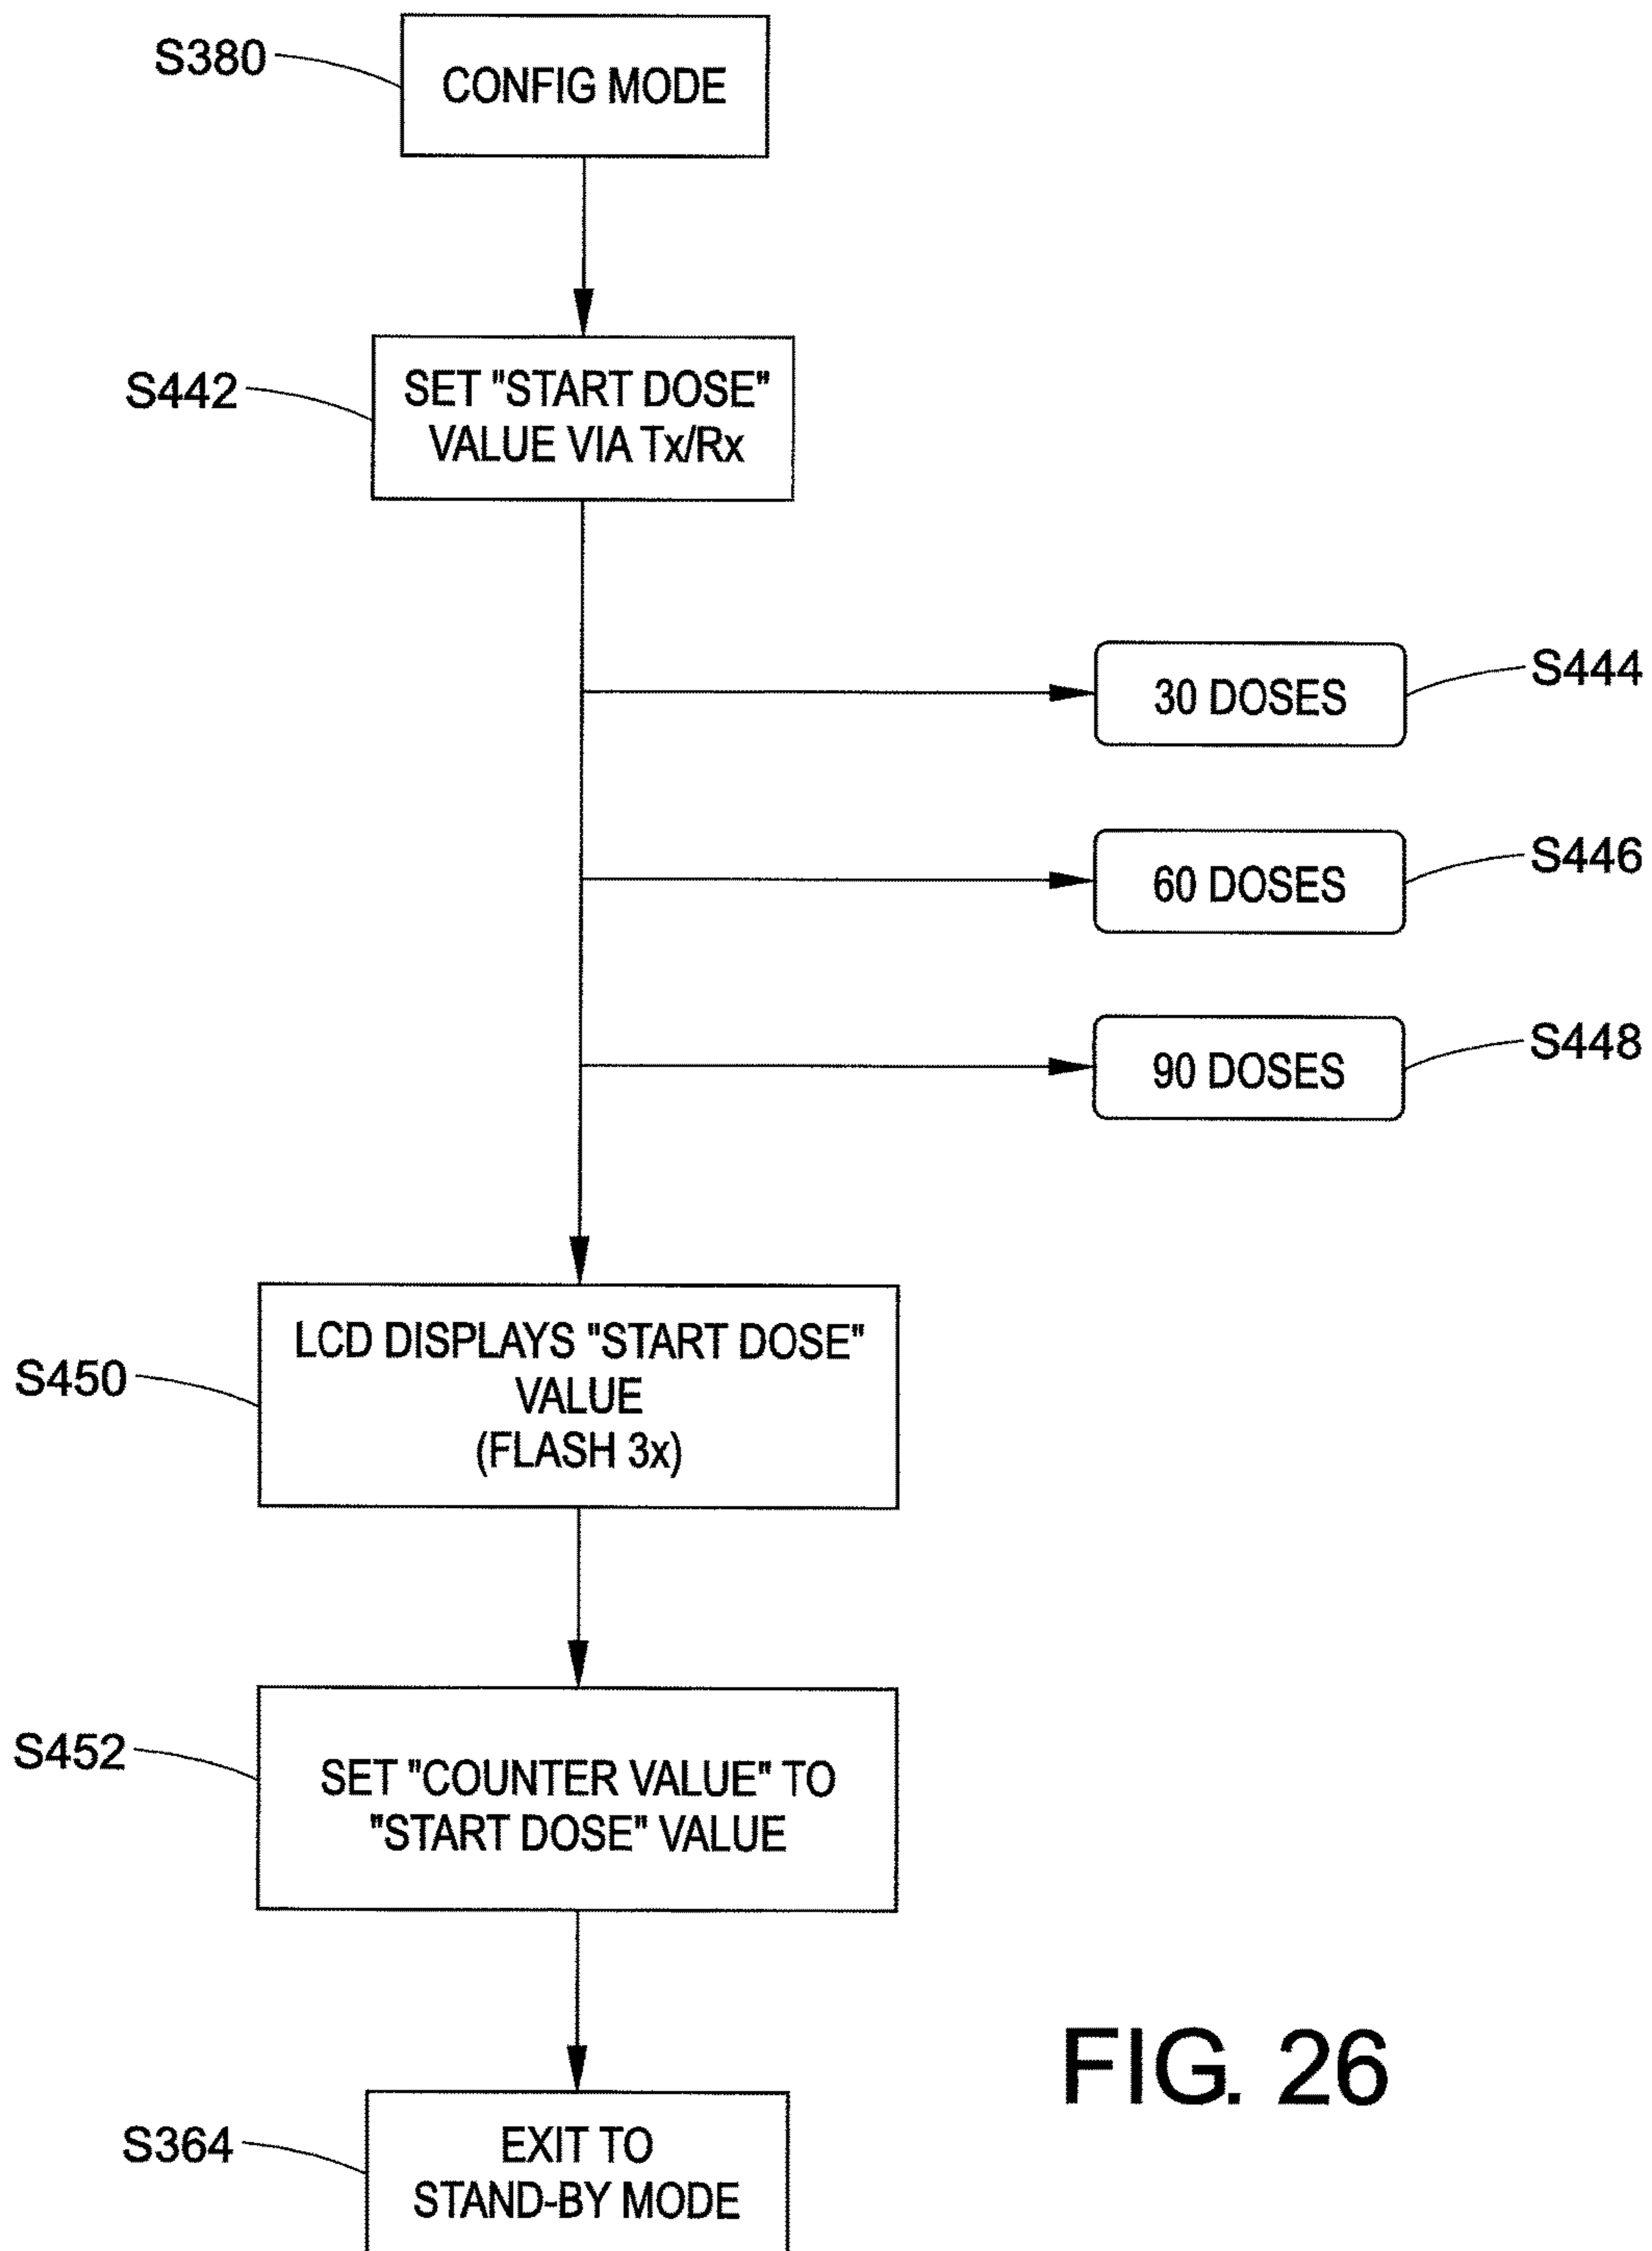 S380
CONFIG MODE
S442
SET "START DOSE"
VALUE VIA Tx/Rx
30 DOSES
S444
60 DOSES
S446
90 DOSES
S448
S450
LCD DISPLAYS "START DOSE"
VALUE
(FLASH 3x)
S452
SET "COUNTER VALUE" TO
"START DOSE" VALUE
S364
EXIT TO
STAND-BY MODE
FIG. 26